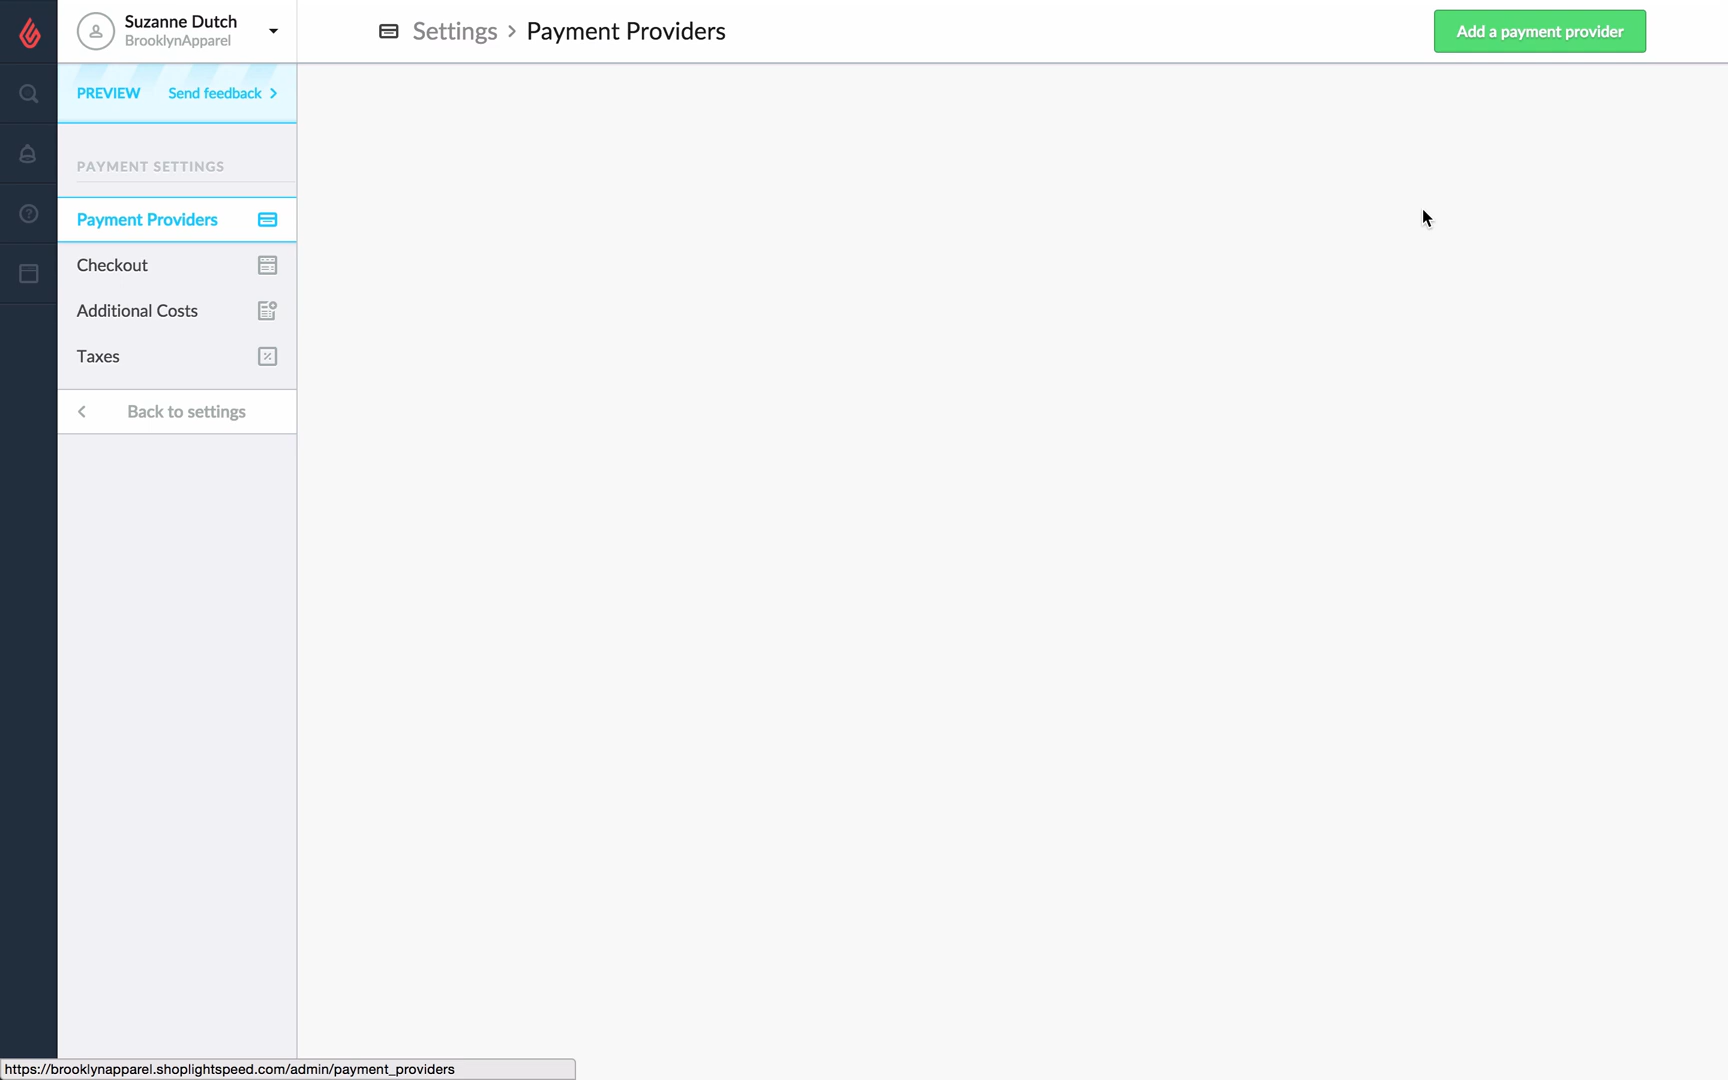 Suzanne Dutch
BrooklynApparel
Settings > Payment Providers
Add a payment provider
PREVIEW Send feedback >
PAYMENT SETTINGS
Payment Providers
Checkout
Additional Costs
Taxes
< Back to settings
https://brooklynapparel.shoplightspeed.com/admin/payment_providers